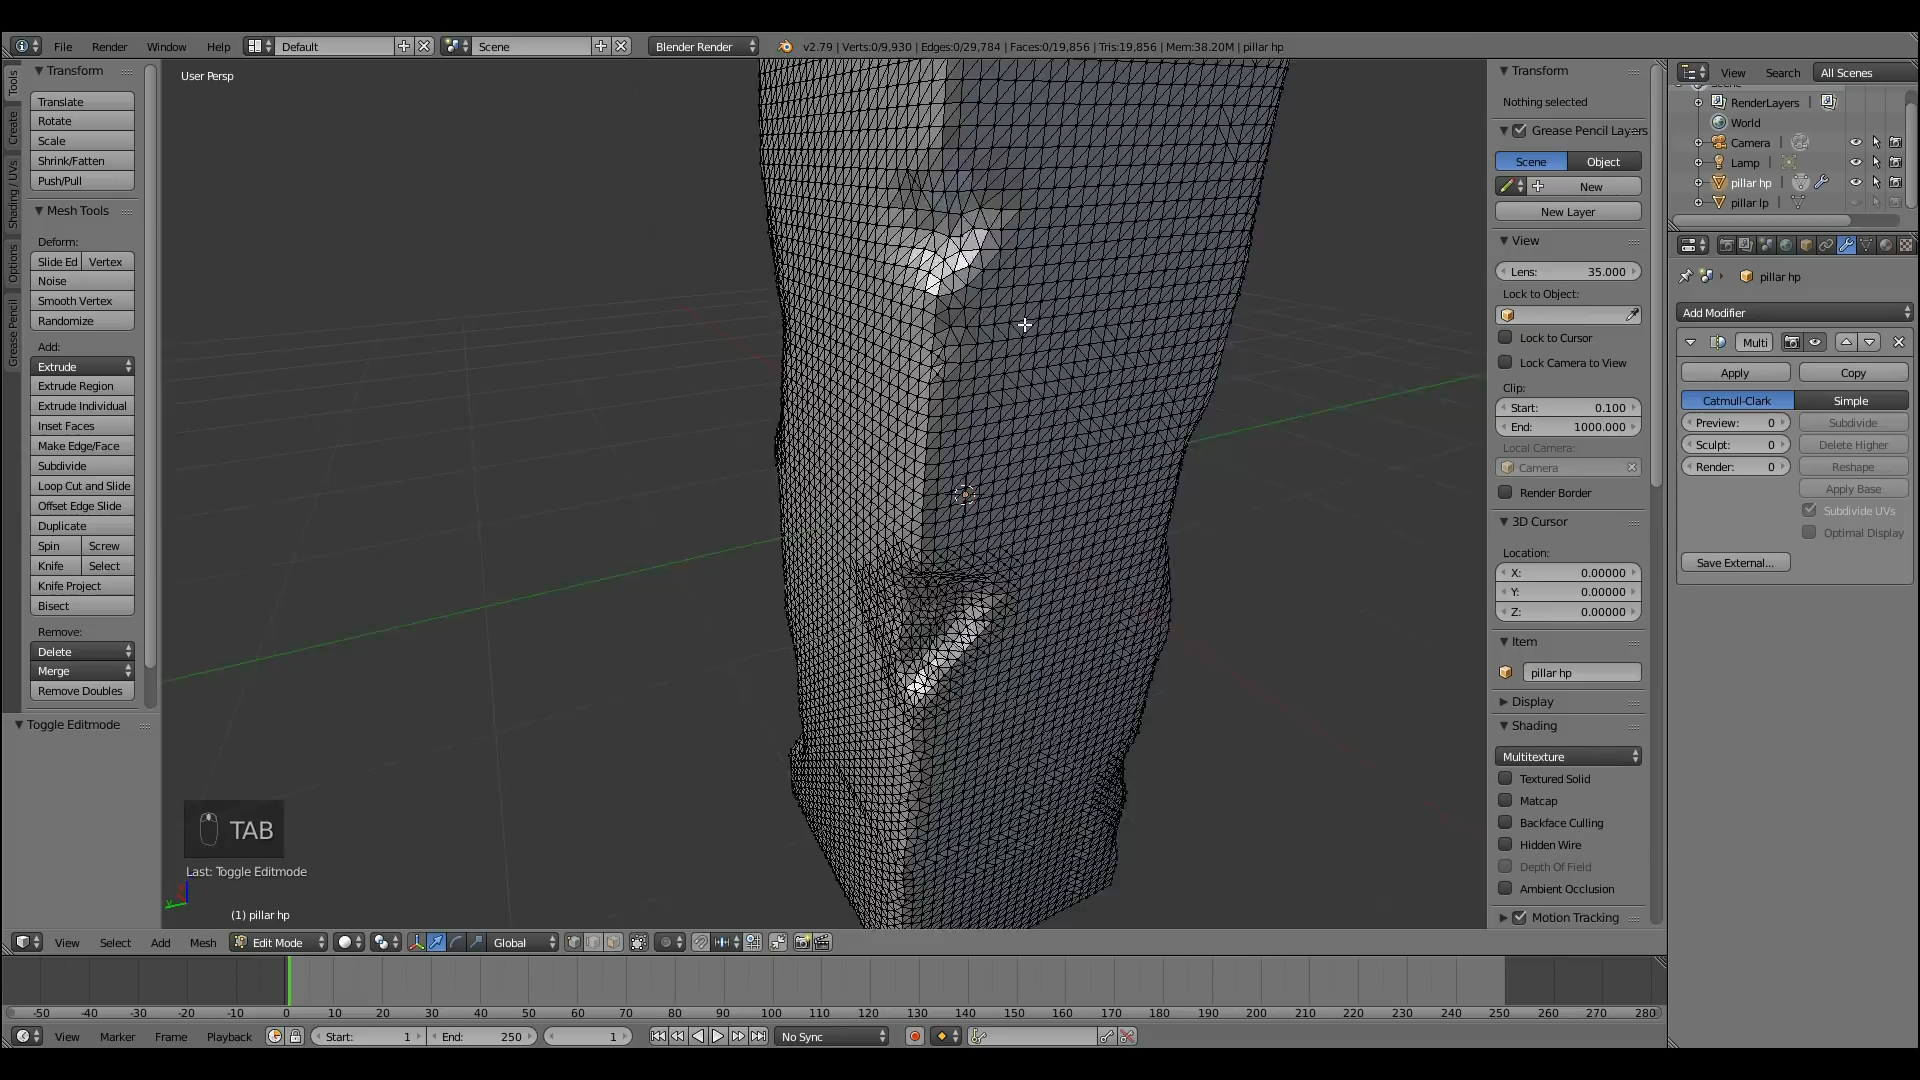 File Render Window Help Default Scene Blender Render v2.79 | Verts:0/9,930 | Edges:0/29,784 | Faces:0/19,856 | Tris:19,856 | Mem:38.20M | pillar hp
Transform
Translate
Rotate
Scale
Shrink/Fatten
Push/Pull
Mesh Tools
Deform:
Slide Ed Vertex
Noise
Smooth Vertex
Randomize
Add:
Extrude
Extrude Region
Extrude Individual
Inset Faces
Make Edge/Face
Subdivide
Loop Cut and Slide
Offset Edge Slide
Duplicate
Spin Screw
Knife Select
Knife Project
Bisect
Remove:
Delete
Merge
Remove Doubles
Toggle Editmode
Tools
Create
Shading / UVs
Options
Grease Pencil
User Persp
TAB
Last: Toggle Editmode
(1) pillar hp
Transform
Nothing selected
Grease Pencil Layers
Scene Object
New
New Layer
View
Lens: 35.000
Lock to Object:
Lock to Cursor
Lock Camera to View
Clip:
Start: 0.100
End: 1000.000
Local Camera:
Camera
Render Border
3D Cursor
Location:
X: 0.00000
Y: 0.00000
Z: 0.00000
Item
pillar hp
Display
Shading
Multitexture
Textured Solid
Matcap
Backface Culling
Hidden Wire
Depth Of Field
Ambient Occlusion
Motion Tracking
View Search All Scenes
RenderLayers
World
Camera
Lamp
pillar hp
pillar lp
pillar hp
Add Modifier
Multi
Apply Copy
Catmull-Clark Simple
Preview: 0 Subdivide
Sculpt: 0 Delete Higher
Render: 0 Reshape
Apply Base
Subdivide UVs
Optimal Display
Save External...
View Select Add Mesh Edit Mode Global
-50 -40 -30 -20 -10 0 10 20 30 40 50 60 70 80 90 100 110 120 130 140 150 160 170 180 190 200 210 220 230 240 250 260 270 280
View Marker Frame Playback Start: 1 End: 250 1 No Sync